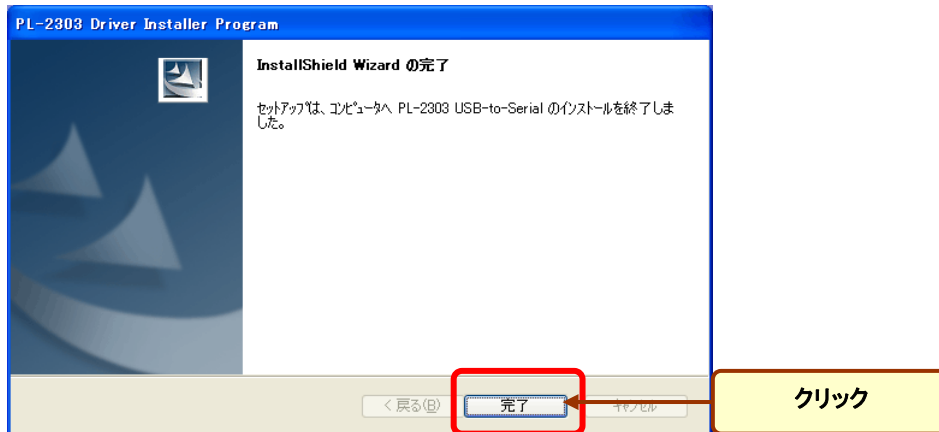 PL-2303 Driver Installer Program
InstallShield Wizard の完了
セットアップは、コンピュータへ PL-2303 USB-to-Serial のインストールを終了しま
した。
< 戻る(B)
完了
キャンセル
クリック